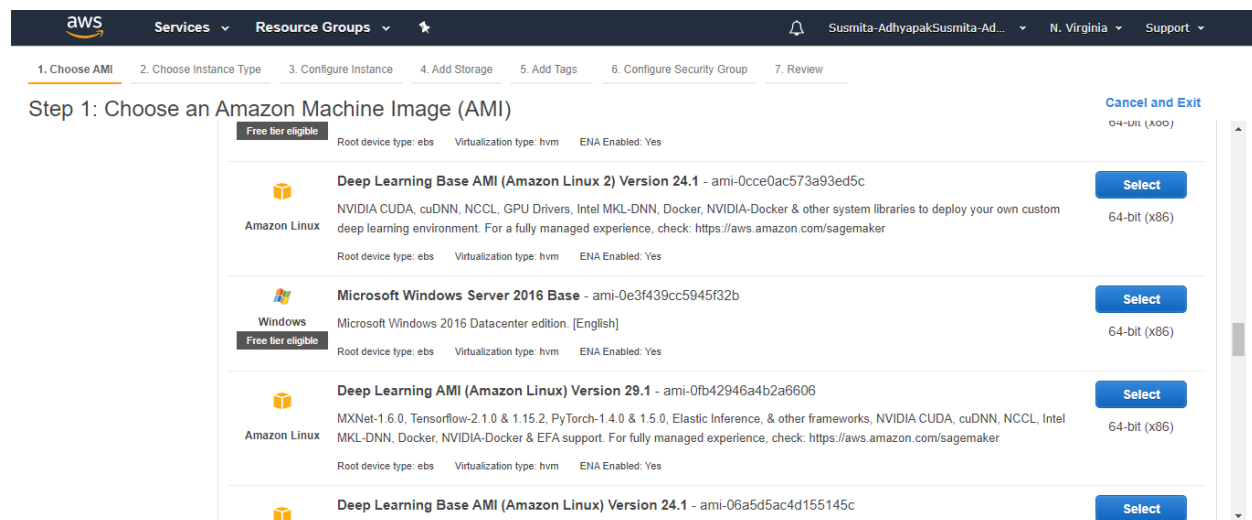 aws Services Resource Groups Susmita-AdhyapakSusmita-Ad... N. Virginia Support
1. Choose AMI 2. Choose Instance Type 3. Configure Instance 4. Add Storage 5. Add Tags 6. Configure Security Group 7. Review
Step 1: Choose an Amazon Machine Image (AMI)
Cancel and Exit
Free tier eligible
64-bit (x86)
Root device type: ebs Virtualization type: hvm ENA Enabled: Yes
Deep Learning Base AMI (Amazon Linux 2) Version 24.1 - ami-0cce0ac573a93ed5c
Select
Amazon Linux
NVIDIA CUDA, cuDNN, NCCL, GPU Drivers, Intel MKL-DNN, Docker, NVIDIA-Docker & other system libraries to deploy your own custom
deep learning environment. For a fully managed experience, check: https://aws.amazon.com/sagemaker
64-bit (x86)
Root device type: ebs Virtualization type: hvm ENA Enabled: Yes
Microsoft Windows Server 2016 Base - ami-0e3f439cc5945f32b
Select
Windows
Free tier eligible
Microsoft Windows 2016 Datacenter edition. [English]
64-bit (x86)
Root device type: ebs Virtualization type: hvm ENA Enabled: Yes
Deep Learning AMI (Amazon Linux) Version 29.1 - ami-0fb42946a4b2a6606
Select
Amazon Linux
MXNet-1.6.0, Tensorflow-2.1.0 & 1.15.2, PyTorch-1.4.0 & 1.5.0, Elastic Inference, & other frameworks, NVIDIA CUDA, cuDNN, NCCL, Intel
MKL-DNN, Docker, NVIDIA-Docker & EFA support. For fully managed experience, check: https://aws.amazon.com/sagemaker
64-bit (x86)
Root device type: ebs Virtualization type: hvm ENA Enabled: Yes
Deep Learning Base AMI (Amazon Linux) Version 24.1 - ami-06a5d5ac4d155145c
Select